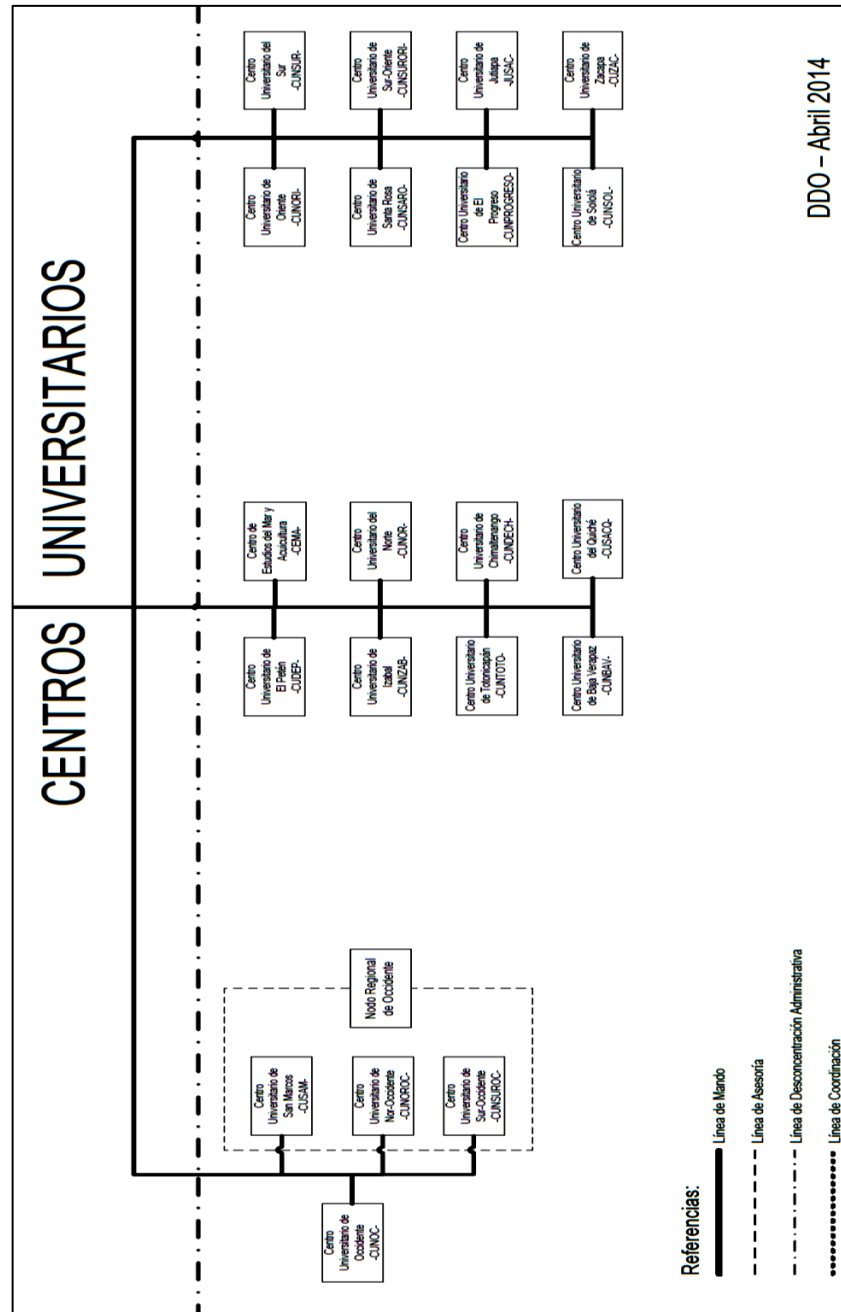 CENTROS UNIVERSITARIOS
Centro
Universitario de
Occidente
-CUNOC-
Centro
Universitario de
San Marcos
-CUSAM-
Centro
Universitario de
Nor-Occidente
-CUNOROC-
Centro
Universitario de
Sur-Occidente
-CUNSUROC-
Nodo Regional
de Occidente
Centro
Universitario de
El Petén
-CUDEP-
Centro de
Estudios del Mar y
Acuicultura
-CEMA-
Centro
Universitario de
Izabal
-CUNIZAB-
Centro
Universitario del
Norte
-CUNOR-
Centro Universitario
de Totonicapán
-CUNTOTO-
Centro
Universitario de
Chimaltenango
-CUNDECH-
Centro Universitario
de Baja Verapaz
-CUNBAV-
Centro Universitario
del Quiché
-CUSACQ-
Centro
Universitario de
Oriente
-CUNORI-
Centro
Universitario del
Sur
-CUNSUR-
Centro
Universitario de
Santa Rosa
-CUNSARO-
Centro
Universitario de
Sur-Oriente
-CUNSURORI-
Centro Universitario
de El
Progreso
-CUNPROGRESO-
Centro
Universitario de
Jutiapa
-JUSAC-
Centro Universitario
de Sololá
-CUNSOL-
Centro
Universitario de
Zacapa
-CUZAC-
Referencias:
Línea de Mando
Línea de Asesoría
Línea de Desconcentración Administrativa
Línea de Coordinación
DDO – Abril 2014